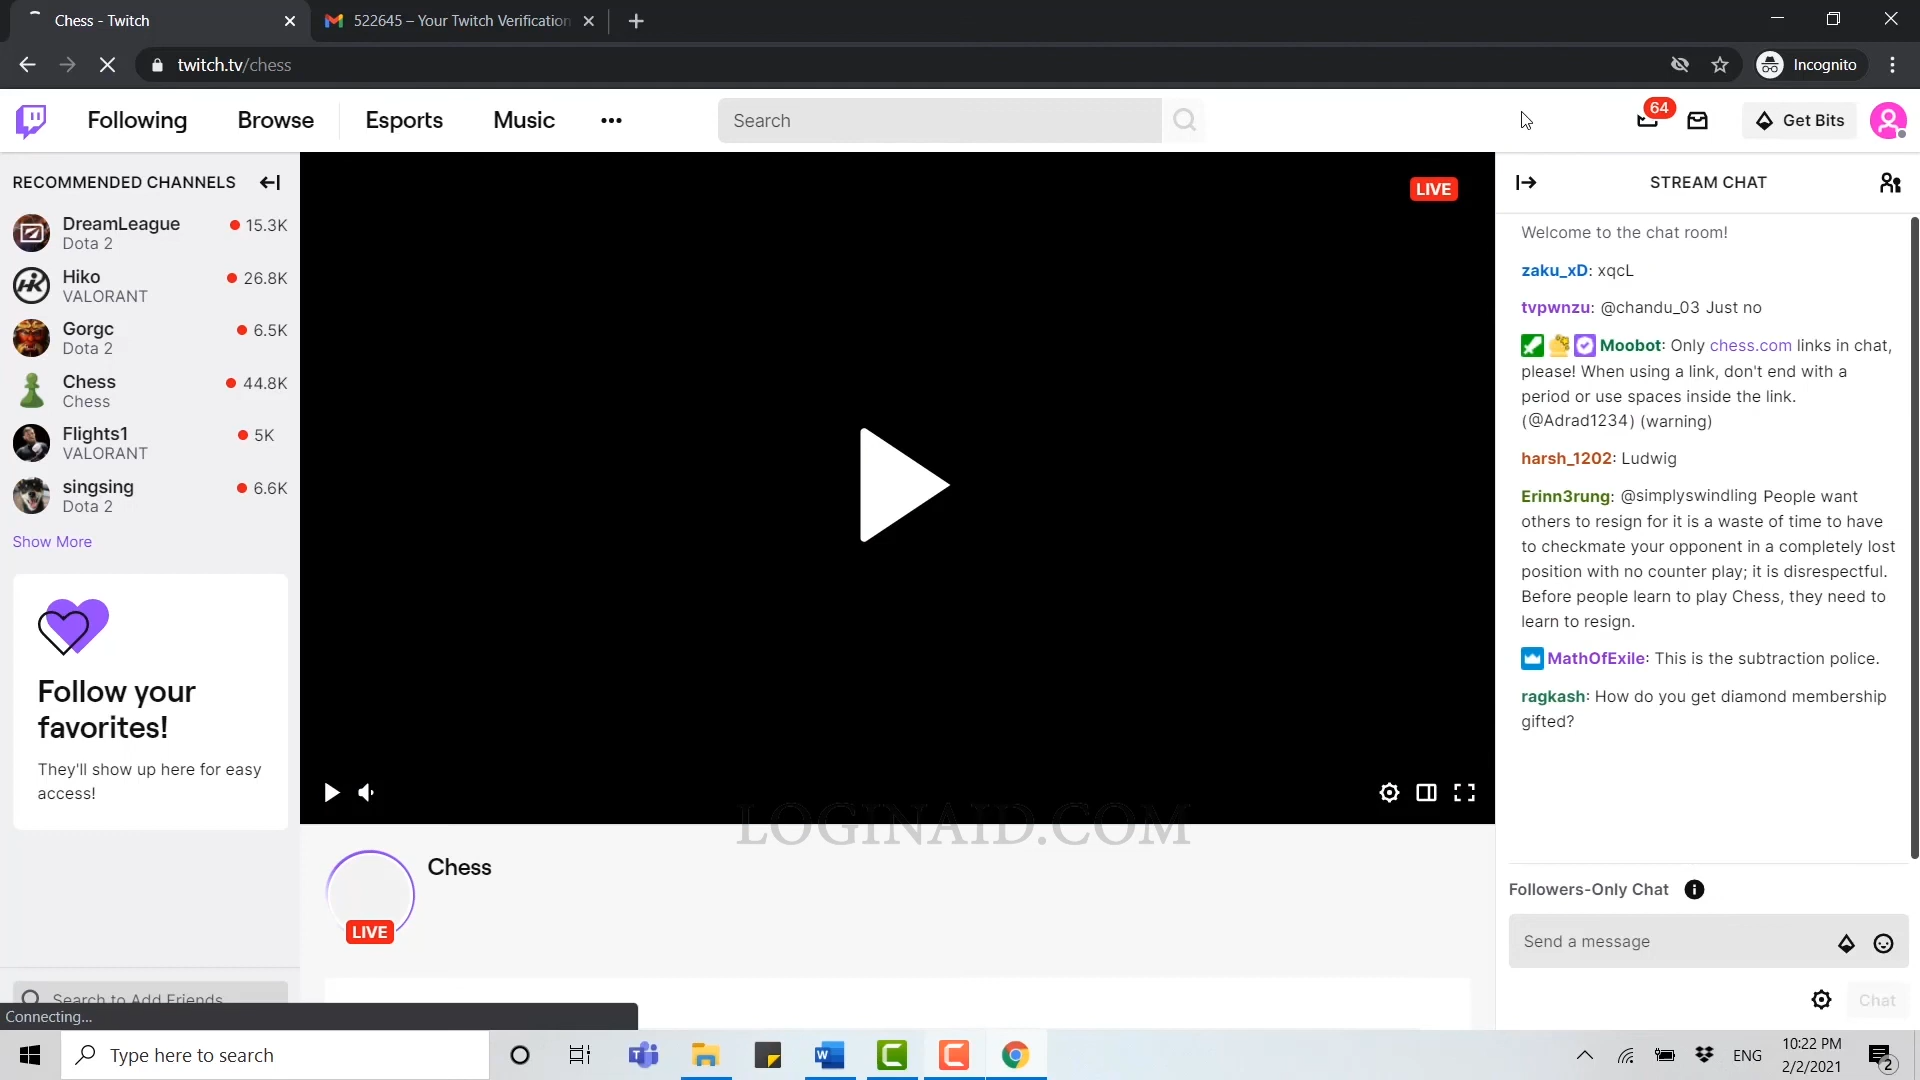 Chess - Twitch
522645 – Your Twitch Verification
twitch.tv/chess
Incognito
Following
Browse
Esports
Music
Search
64
Get Bits
RECOMMENDED CHANNELS
DreamLeague
15.3K
Dota 2
Hiko
26.8K
VALORANT
Gorgc
6.5K
Dota 2
Chess
44.8K
Chess
Flights1
5K
VALORANT
singsing
6.6K
Dota 2
Show More
Follow your
favorites!
They'll show up here for easy
access!
Search to Add Friends
Connecting...
LIVE
LOGINAID.COM
Chess
LIVE
STREAM CHAT
Welcome to the chat room!
zaku_xD: xqcL
tvpwnzu: @chandu_03 Just no
Moobot: Only chess.com links in chat,
please! When using a link, don't end with a
period or use spaces inside the link.
(@Adrad1234) (warning)
harsh_1202: Ludwig
Erinn3rung: @simplyswindling People want
others to resign for it is a waste of time to have
to checkmate your opponent in a completely lost
position with no counter play; it is disrespectful.
Before people learn to play Chess, they need to
learn to resign.
MathOfExile: This is the subtraction police.
ragkash: How do you get diamond membership
gifted?
Followers-Only Chat
Send a message
Chat
Type here to search
ENG
10:22 PM
2/2/2021
2